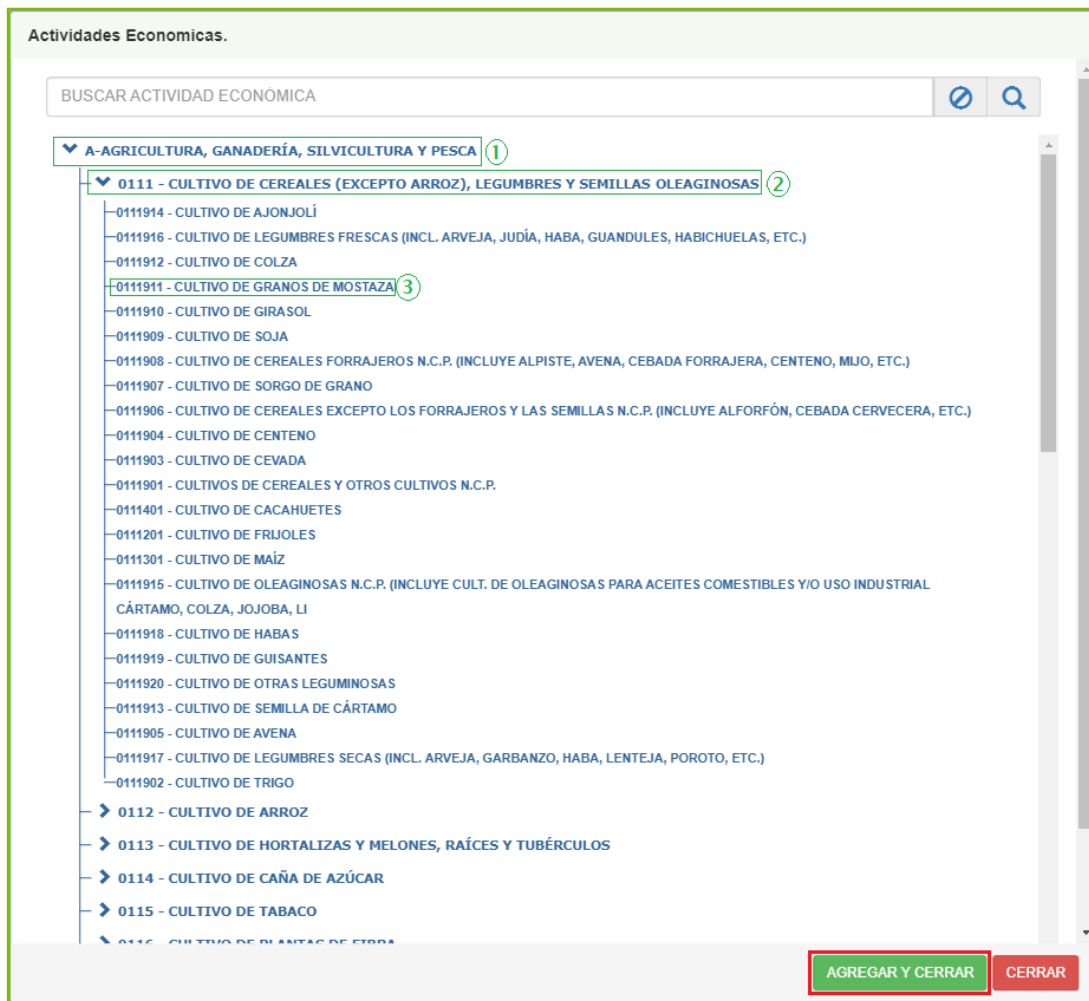 Actividades Economicas.
BUSCAR ACTIVIDAD ECONÓMICA
A-AGRICULTURA, GANADERÍA, SILVICULTURA Y PESCA 1
0111 - CULTIVO DE CEREALES (EXCEPTO ARROZ), LEGUMBRES Y SEMILLAS OLEAGINOSAS 2
0111914 - CULTIVO DE AJONJOLÍ
0111916 - CULTIVO DE LEGUMBRES FRESCAS (INCL. ARVEJA, JUDÍA, HABA, GUANDULES, HABICHUELAS, ETC.)
0111912 - CULTIVO DE COLZA
0111911 - CULTIVO DE GRANOS DE MOSTAZA 3
0111910 - CULTIVO DE GIRASOL
0111909 - CULTIVO DE SOJA
0111908 - CULTIVO DE CEREALES FORRAJEROS N.C.P. (INCLUYE ALPISTE, AVENA, CEBADA FORRAJERA, CENTENO, MIJO, ETC.)
0111907 - CULTIVO DE SORGO DE GRANO
0111906 - CULTIVO DE CEREALES EXCEPTO LOS FORRAJEROS Y LAS SEMILLAS N.C.P. (INCLUYE ALFORFÓN, CEBADA CERVECERA, ETC.)
0111904 - CULTIVO DE CENTENO
0111903 - CULTIVO DE CEVADA
0111901 - CULTIVOS DE CEREALES Y OTROS CULTIVOS N.C.P.
0111401 - CULTIVO DE CACAHUETES
0111201 - CULTIVO DE FRIJOLES
0111301 - CULTIVO DE MAÍZ
0111915 - CULTIVO DE OLEAGINOSAS N.C.P. (INCLUYE CULT. DE OLEAGINOSAS PARA ACEITES COMESTIBLES Y/O USO INDUSTRIAL
CÁRTAMO, COLZA, JOJOBA, LI
0111918 - CULTIVO DE HABAS
0111919 - CULTIVO DE GUISANTES
0111920 - CULTIVO DE OTRAS LEGUMINOSAS
0111913 - CULTIVO DE SEMILLA DE CÁRTAMO
0111905 - CULTIVO DE AVENA
0111917 - CULTIVO DE LEGUMBRES SECAS (INCL. ARVEJA, GARBANZO, HABA, LENTEJA, POROTO, ETC.)
0111902 - CULTIVO DE TRIGO
0112 - CULTIVO DE ARROZ
0113 - CULTIVO DE HORTALIZAS Y MELONES, RAÍCES Y TUBÉRCULOS
0114 - CULTIVO DE CAÑA DE AZÚCAR
0115 - CULTIVO DE TABACO
0116 - CULTIVO DE PLANTAS DE FIBRA
AGREGAR Y CERRAR CERRAR